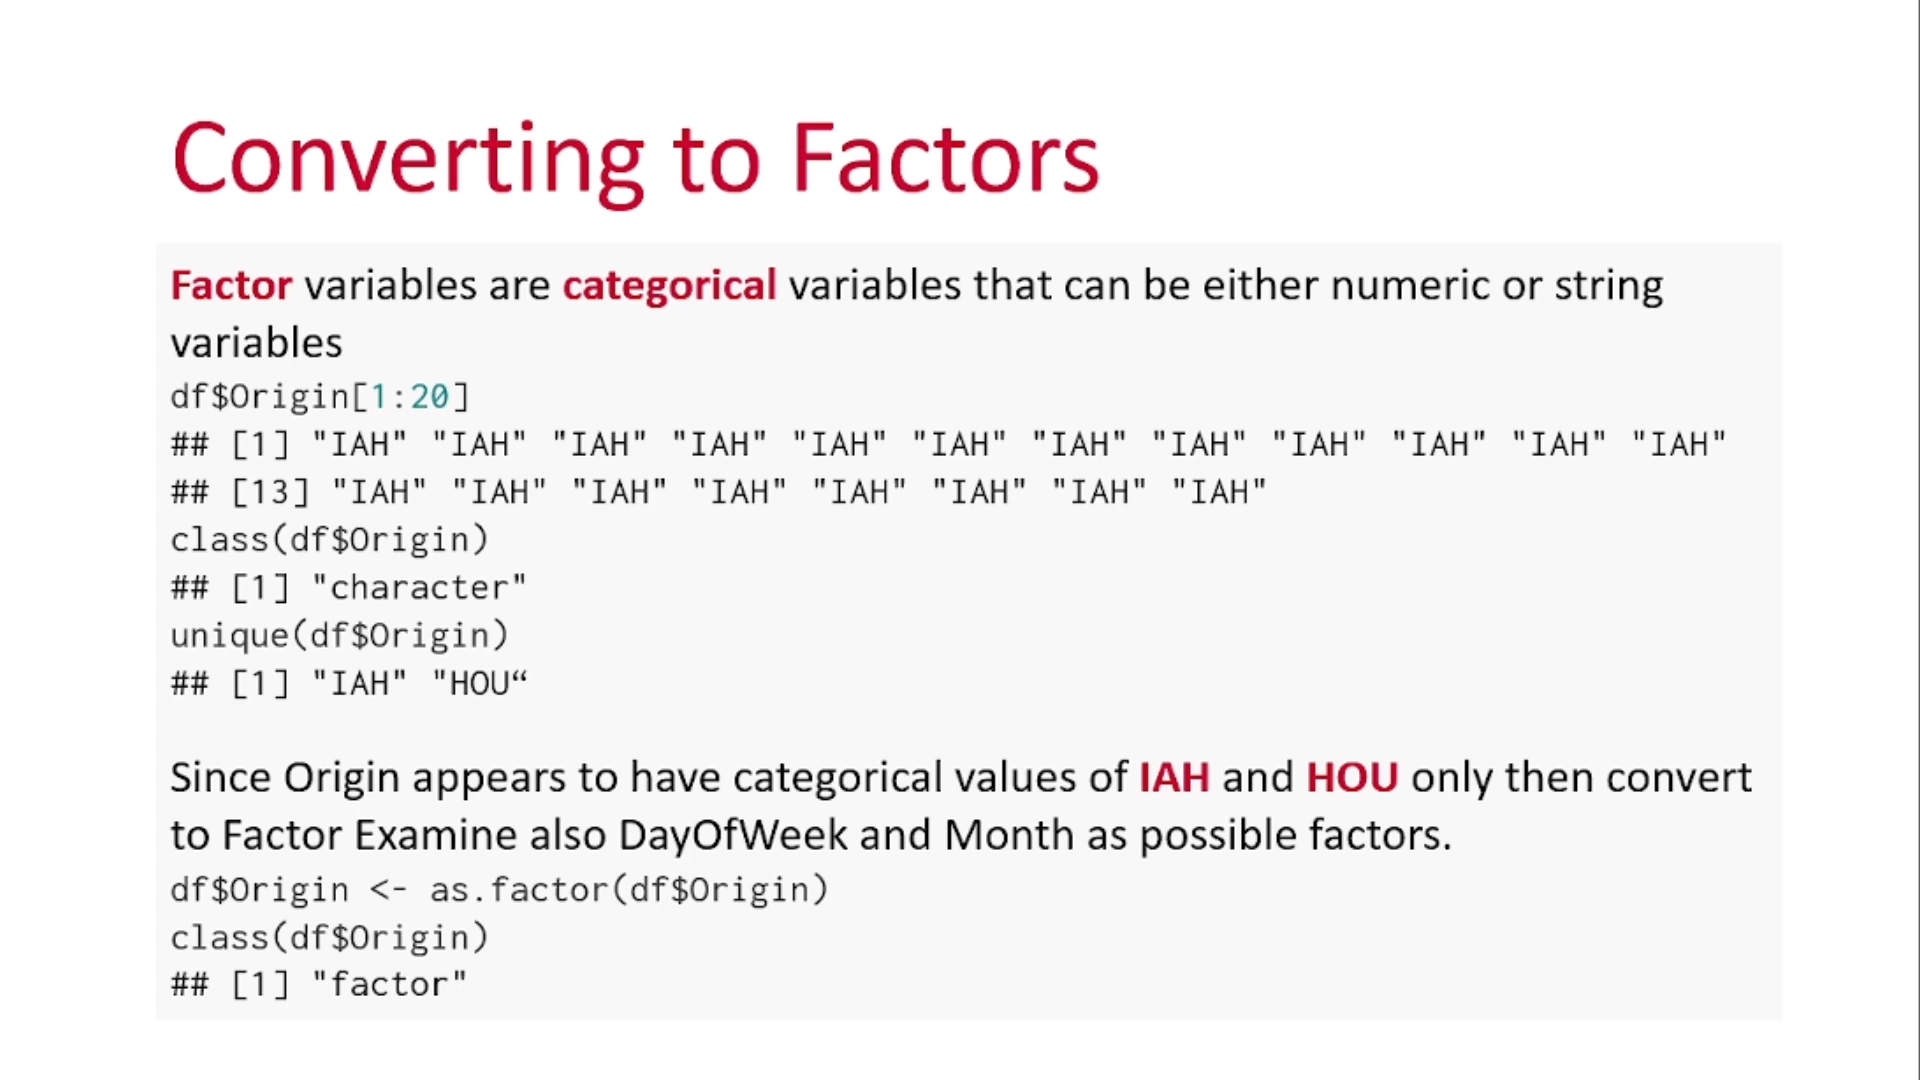 Converting to Factors
Factor variables are categorical variables that can be either numeric or string
variables
df$Origin[1:20]
## [1] "IAH" "IAH" "IAH" "IAH" "IAH" "IAH" "IAH" "IAH" "IAH" "IAH" "IAH" "IAH"
## [13] "IAH" "IAH" "IAH" "IAH" "IAH" "IAH" "IAH" "IAH"
class(df$Origin)
## [1] "character"
unique(df$Origin)
## [1] "IAH" "HOU“
Since Origin appears to have categorical values of IAH and HOU only then convert
to Factor Examine also DayOfWeek and Month as possible factors.
df$Origin <- as.factor(df$Origin)
class(df$Origin)
## [1] "factor"